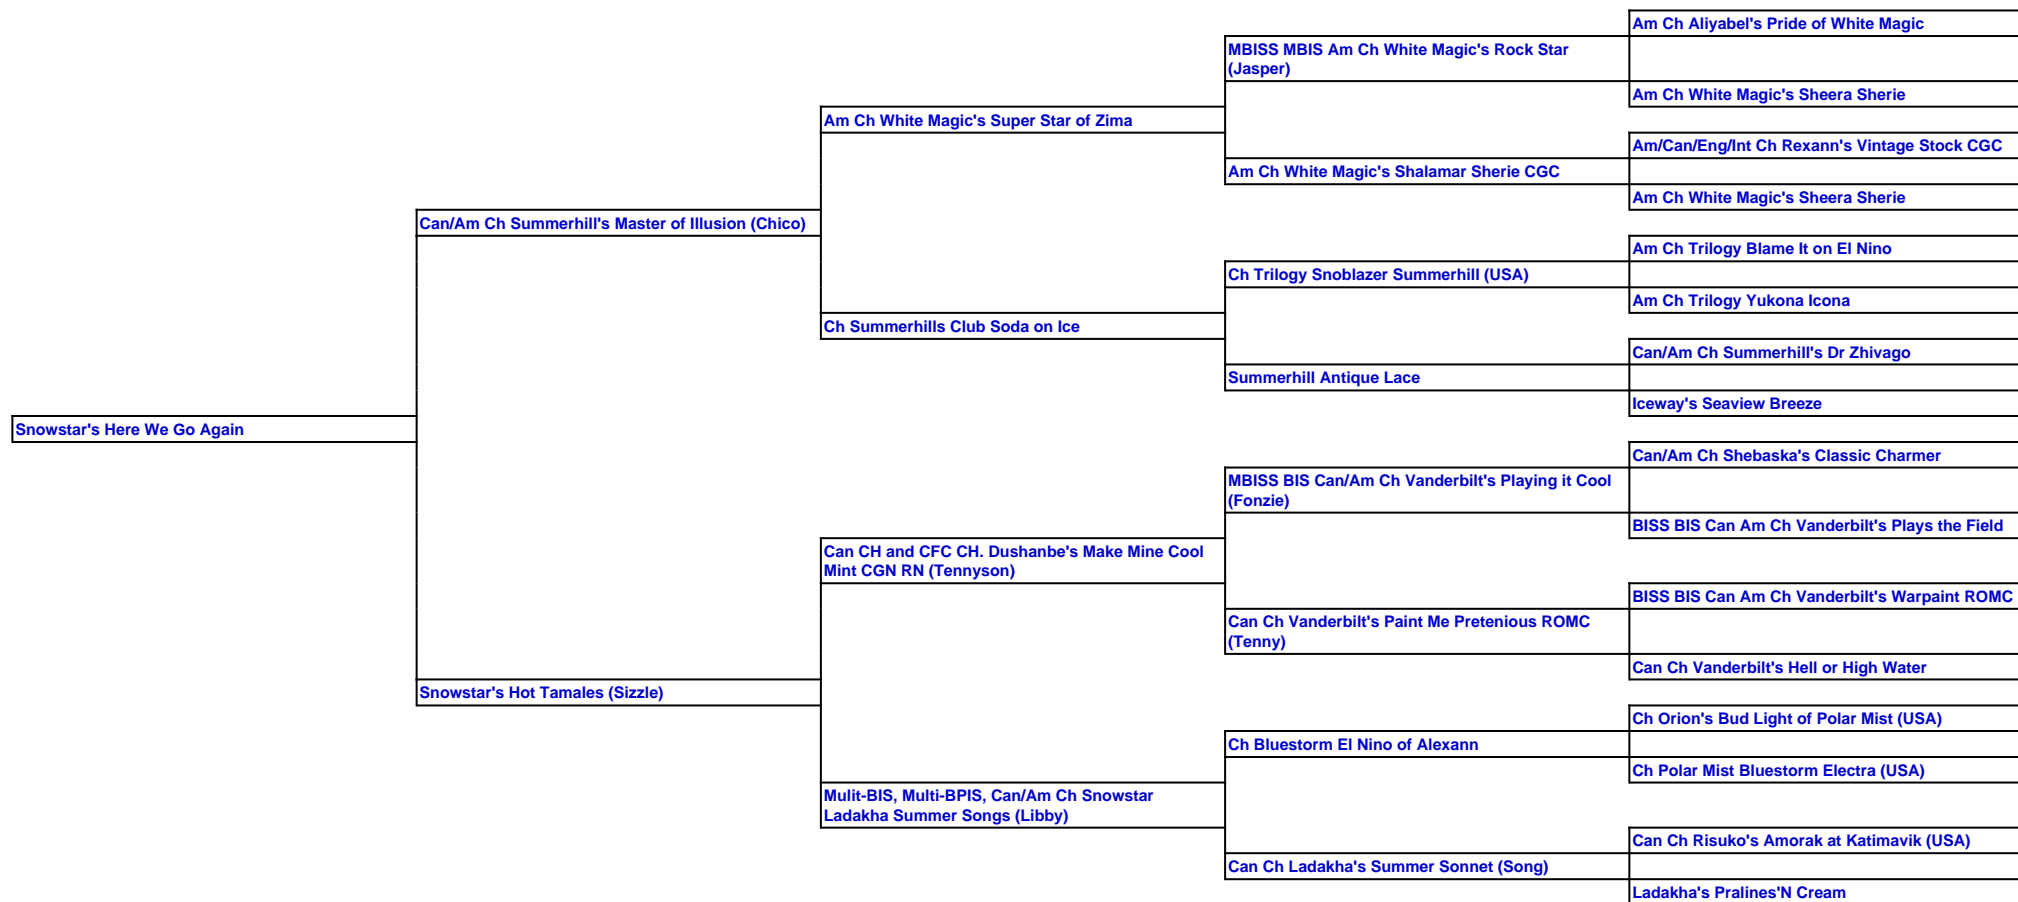 Am Ch Aliyabel's Pride of White Magic
MBISS MBIS Am Ch White Magic's Rock Star
(Jasper)
Am Ch White Magic's Sheera Sherie
Am Ch White Magic's Super Star of Zima
Am/Can/Eng/Int Ch Rexann's Vintage Stock CGC
Am Ch White Magic's Shalamar Sherie CGC
Am Ch White Magic's Sheera Sherie
Can/Am Ch Summerhill's Master of Illusion (Chico)
Am Ch Trilogy Blame It on El Nino
Ch Trilogy Snoblazer Summerhill (USA)
Am Ch Trilogy Yukona Icona
Ch Summerhills Club Soda on Ice
Can/Am Ch Summerhill's Dr Zhivago
Summerhill Antique Lace
Iceway's Seaview Breeze
Snowstar's Here We Go Again
Can/Am Ch Shebaska's Classic Charmer
MBISS BIS Can/Am Ch Vanderbilt's Playing it Cool
(Fonzie)
BISS BIS Can Am Ch Vanderbilt's Plays the Field
Can CH and CFC CH. Dushanbe's Make Mine Cool
Mint CGN RN (Tennyson)
BISS BIS Can Am Ch Vanderbilt's Warpaint ROMC
Can Ch Vanderbilt's Paint Me Pretenious ROMC
(Tenny)
Can Ch Vanderbilt's Hell or High Water
Snowstar's Hot Tamales (Sizzle)
Ch Orion's Bud Light of Polar Mist (USA)
Ch Bluestorm El Nino of Alexann
Ch Polar Mist Bluestorm Electra (USA)
Mulit-BIS, Multi-BPIS, Can/Am Ch Snowstar
Ladakha Summer Songs (Libby)
Can Ch Risuko's Amorak at Katimavik (USA)
Can Ch Ladakha's Summer Sonnet (Song)
Ladakha's Pralines'N Cream